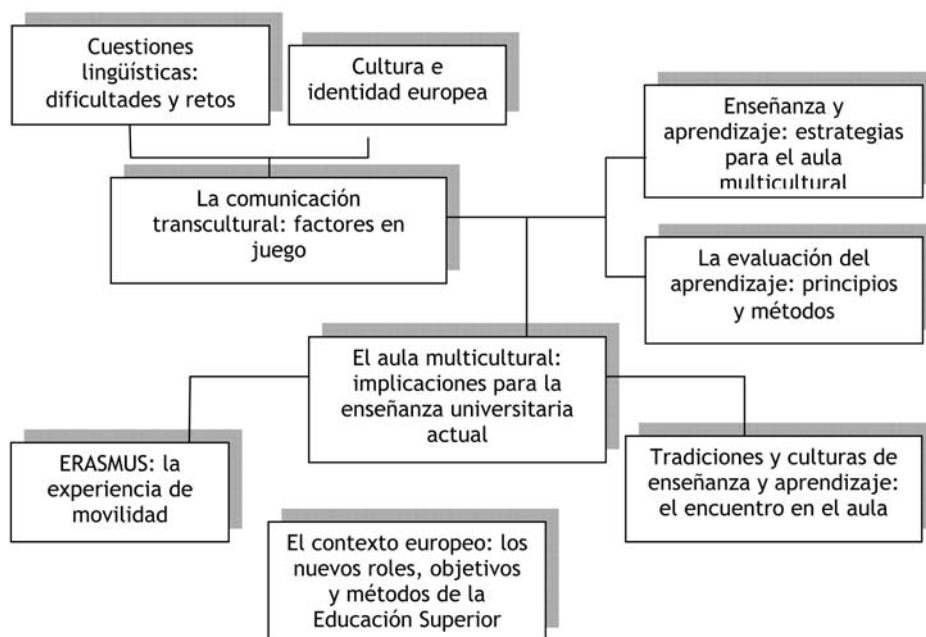 Cuestiones
lingüísticas:
dificultades y retos
Cultura e
identidad europea
Enseñanza y
aprendizaje: estrategias
para el aula
multicultural
La comunicación
transcultural: factores en
juego
La evaluación del
aprendizaje: principios
y métodos
El aula multicultural:
implicaciones para la
enseñanza universitaria
actual
ERASMUS: la
experiencia de
movilidad
Tradiciones y culturas de
enseñanza y aprendizaje:
el encuentro en el aula
El contexto europeo: los
nuevos roles, objetivos
y métodos de la
Educación Superior